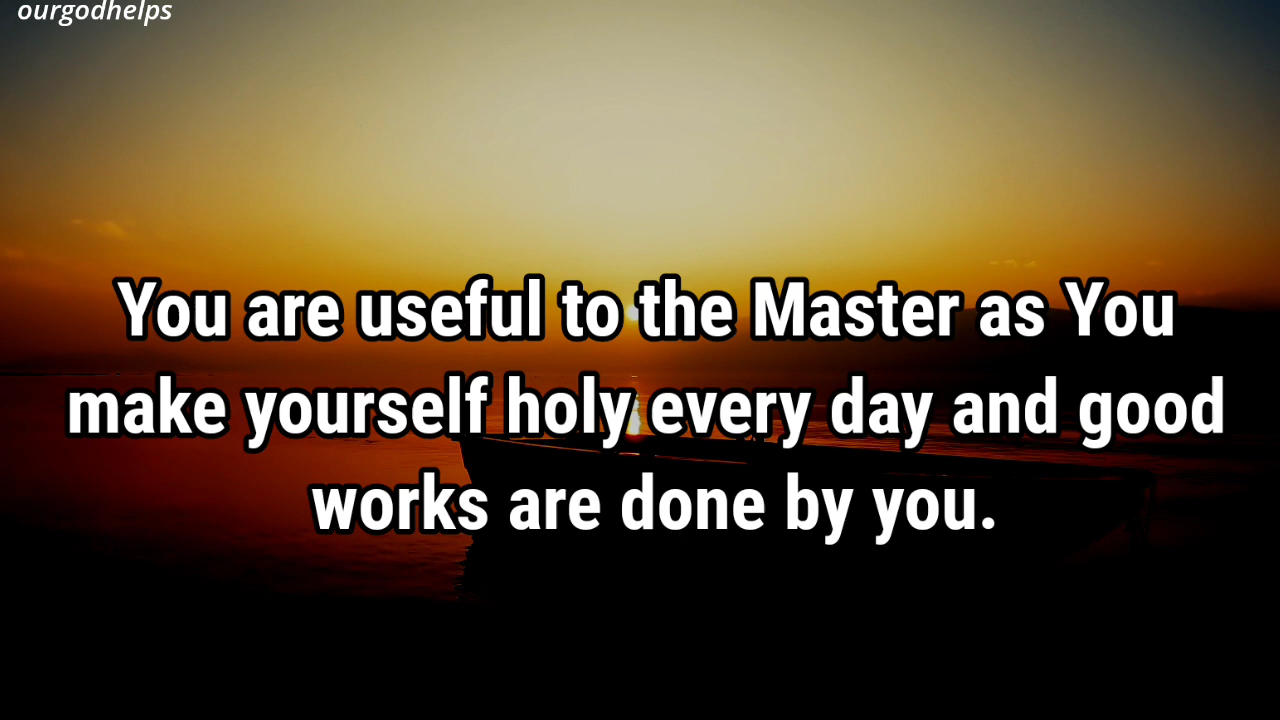 ourgodhelps
You are useful to the Master as You
make yourself holy every day and good
works are done by you.